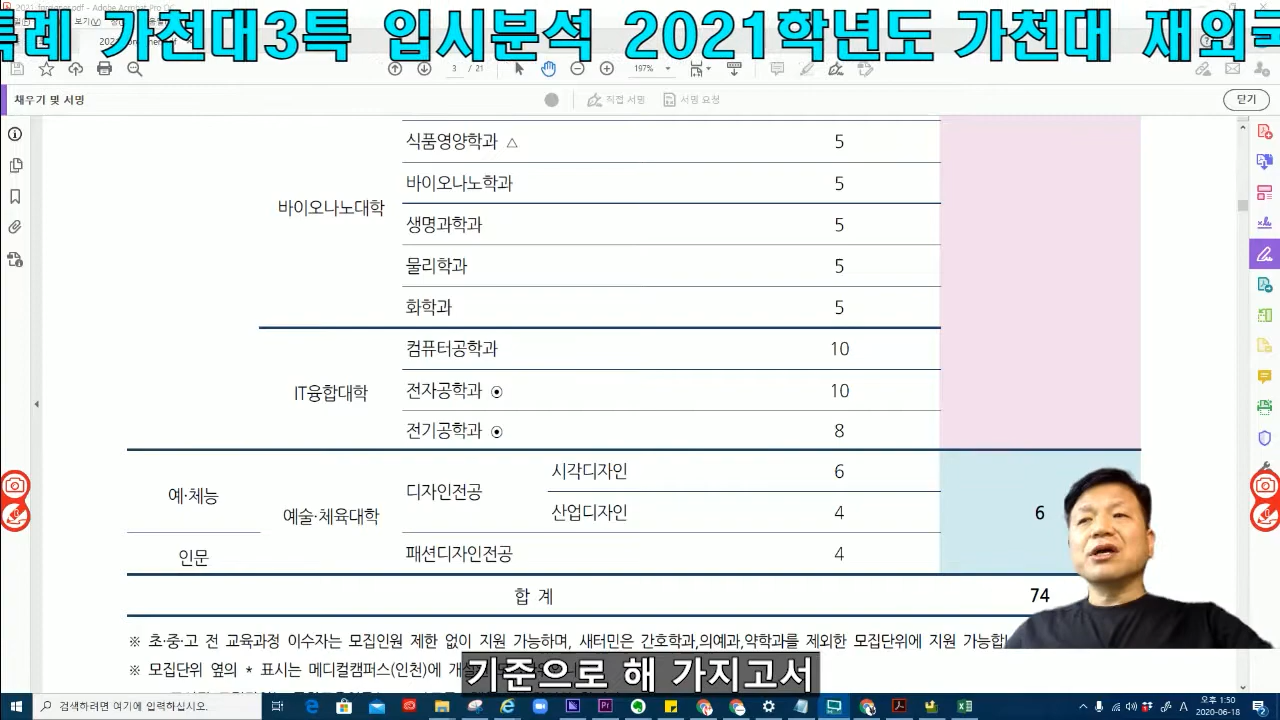 특례 가천대3특 입시분석 2021학년도 가천대 재외국
3 / 21
197%
채우기 및 서명
직접 서명
서명 요청
닫기
식품영양학과 △ 5
바이오나노학과 5
바이오나노대학
생명과학과 5
물리학과 5
화학과 5
컴퓨터공학과 10
IT융합대학
전자공학과 ⊙ 10
전기공학과 ⊙ 8
시각디자인 6
예·체능
디자인전공
예술·체육대학
산업디자인 4
6
인문
패션디자인전공 4
합 계 74
※ 초·중·고 전 교육과정 이수자는 모집인원 제한 없이 지원 가능하며, 새터민은 간호학과,의예과,약학과를 제외한 모집단위에 지원 가능함
※ 모집단위 옆의 * 표시는 메디컬캠퍼스(인천)에 개설
기준으로 해 가지고서
검색하려면 여기에 입력하십시오.
오후 1:50
2020-06-18